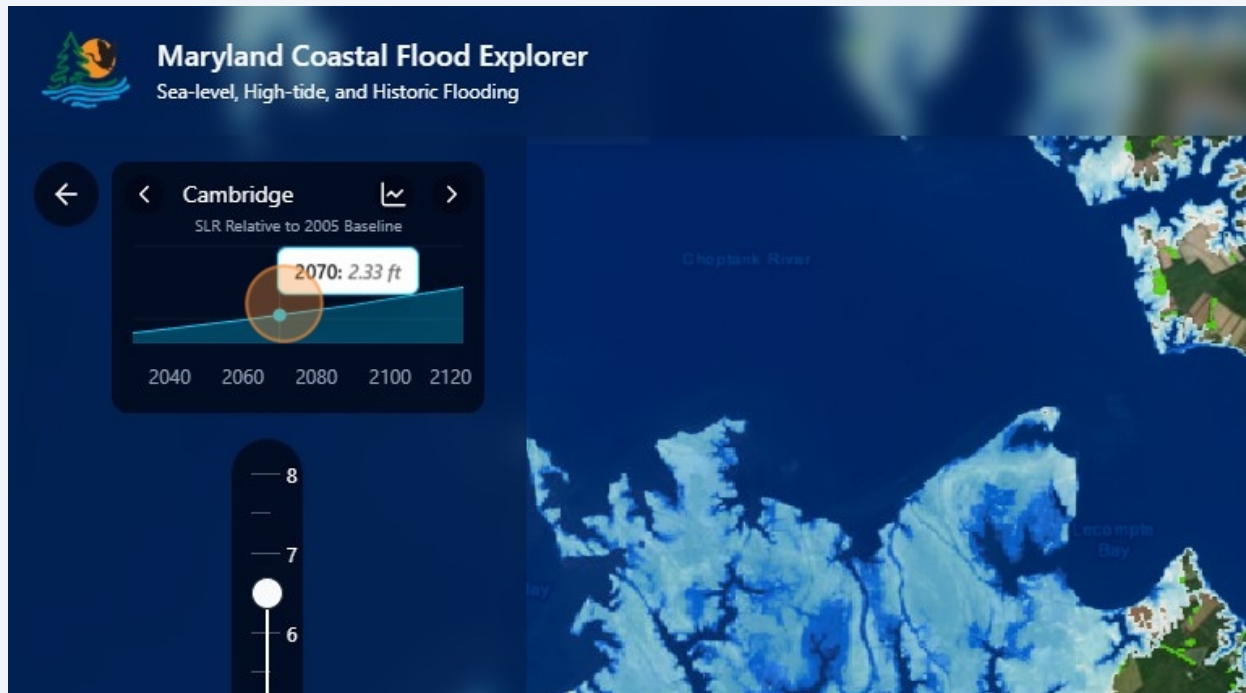 Maryland Coastal Flood Explorer
Sea-level, High-tide, and Historic Flooding
Cambridge
SLR Relative to 2005 Baseline
2070: 2.33 ft
2040 2060 2080 2100 2120
8
7
6
Choptank River
Lecompte
Bay